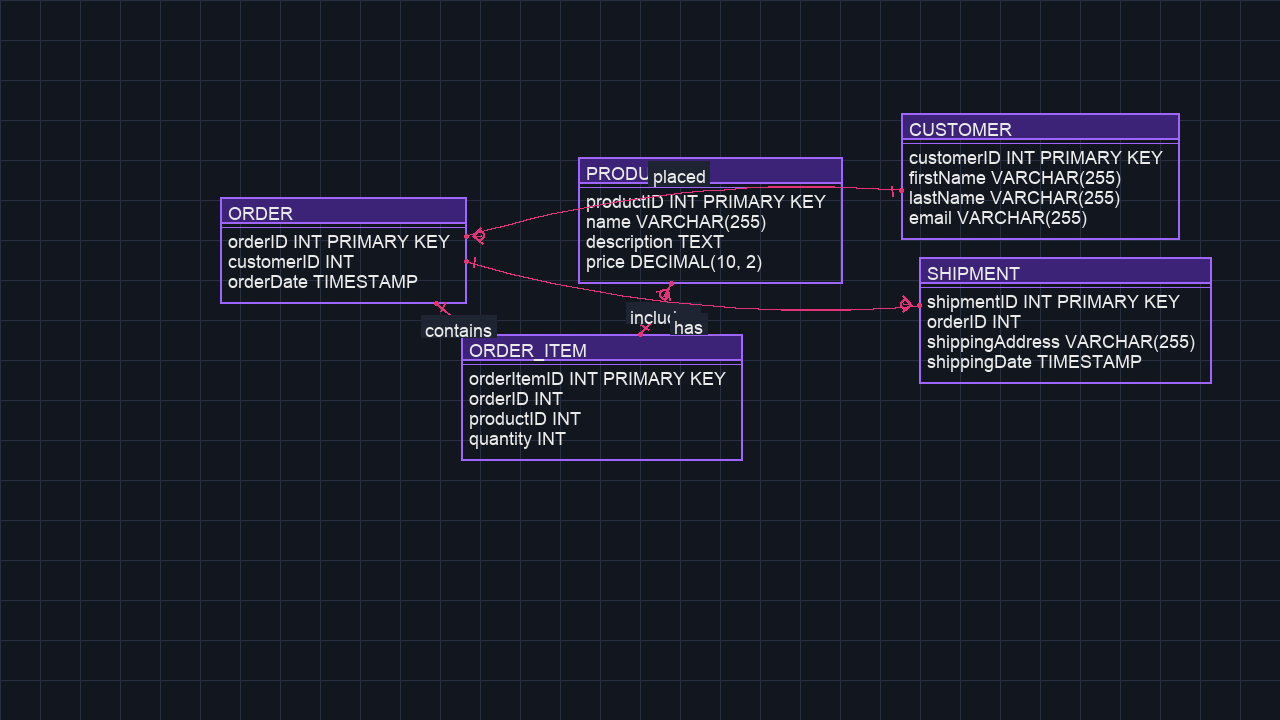 CUSTOMER
customerID INT PRIMARY KEY
firstName VARCHAR(255)
lastName VARCHAR(255)
email VARCHAR(255)
PRODU
placed
productID INT PRIMARY KEY
name VARCHAR(255)
description TEXT
price DECIMAL(10, 2)
ORDER
orderID INT PRIMARY KEY
customerID INT
orderDate TIMESTAMP
SHIPMENT
shipmentID INT PRIMARY KEY
orderID INT
shippingAddress VARCHAR(255)
shippingDate TIMESTAMP
contains
has
ORDER_ITEM
orderItemID INT PRIMARY KEY
orderID INT
productID INT
quantity INT